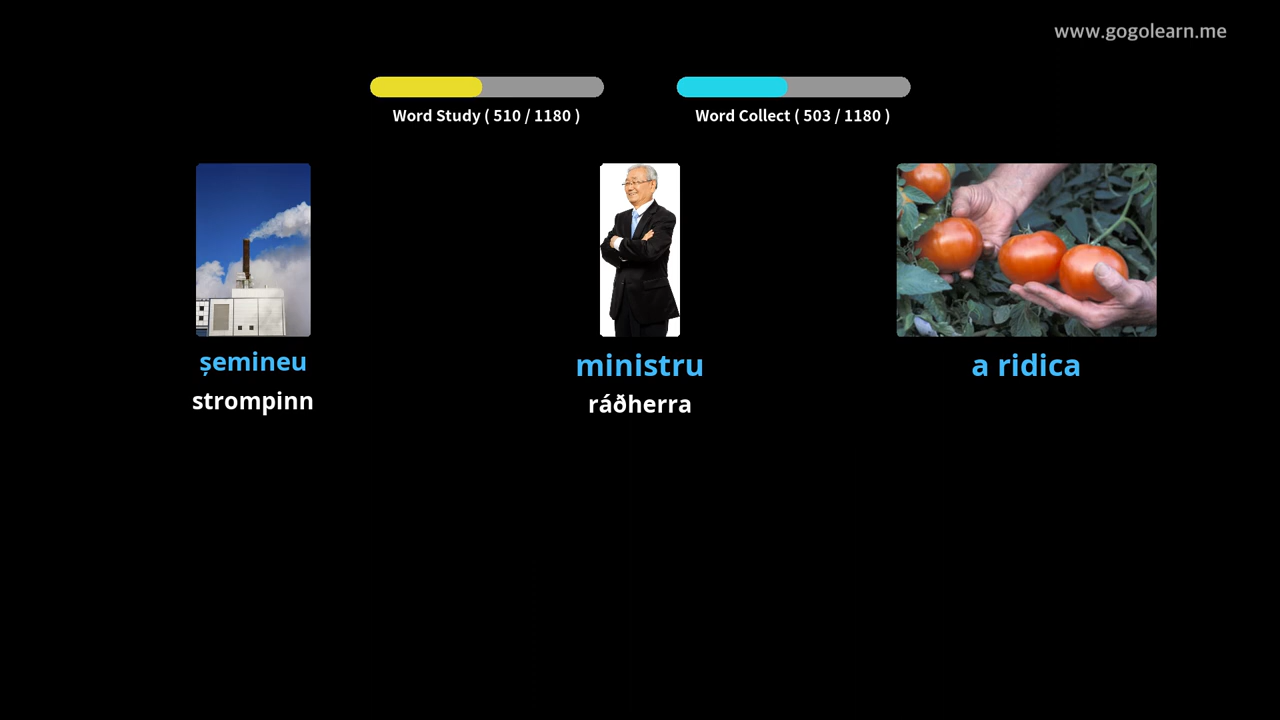 www.gogolearn.me
Word Study ( 510 / 1180 )
Word Collect ( 503 / 1180 )
șemineu
ministru
a ridica
strompinn
ráðherra